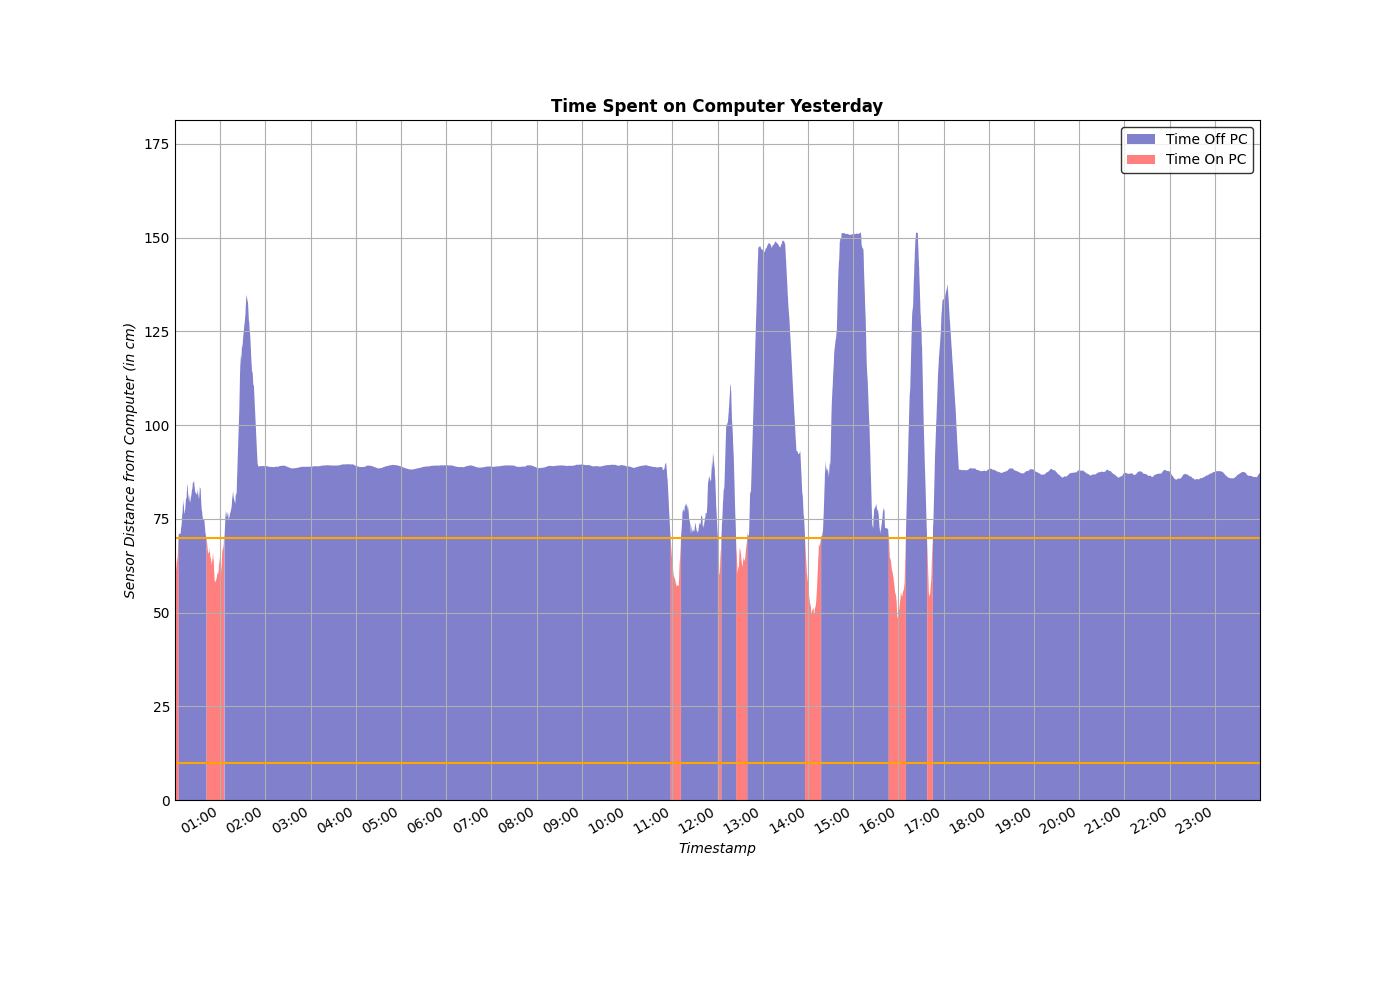 Time Spent on Computer Yesterday
Time Off PC
Time On PC
175
150
125
100
75
50
25
0
Sensor Distance from Computer (in cm)
01:00 02:00 03:00 04:00 05:00 06:00 07:00 08:00 09:00 10:00 11:00 12:00 13:00 14:00 15:00 16:00 17:00 18:00 19:00 20:00 21:00 22:00 23:00
Timestamp